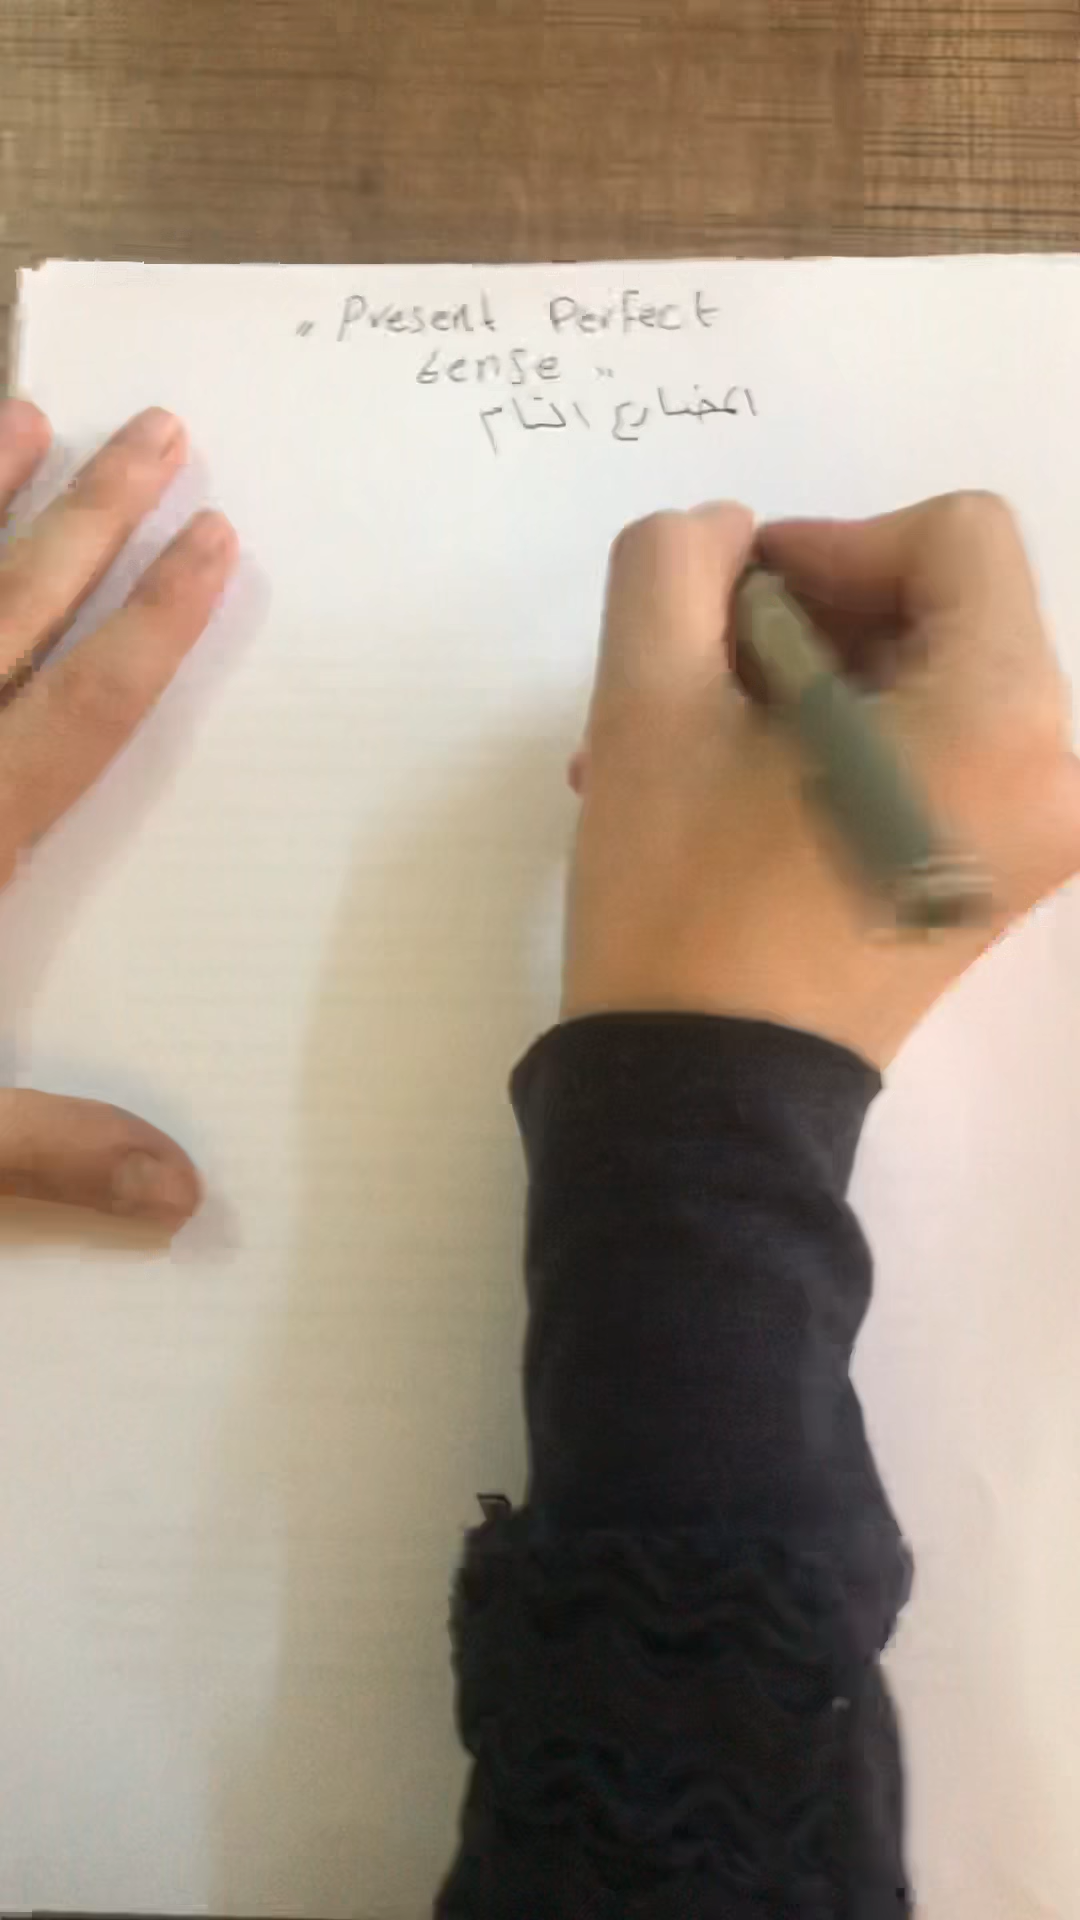 " Present Perfect
tense "
المضارع التام